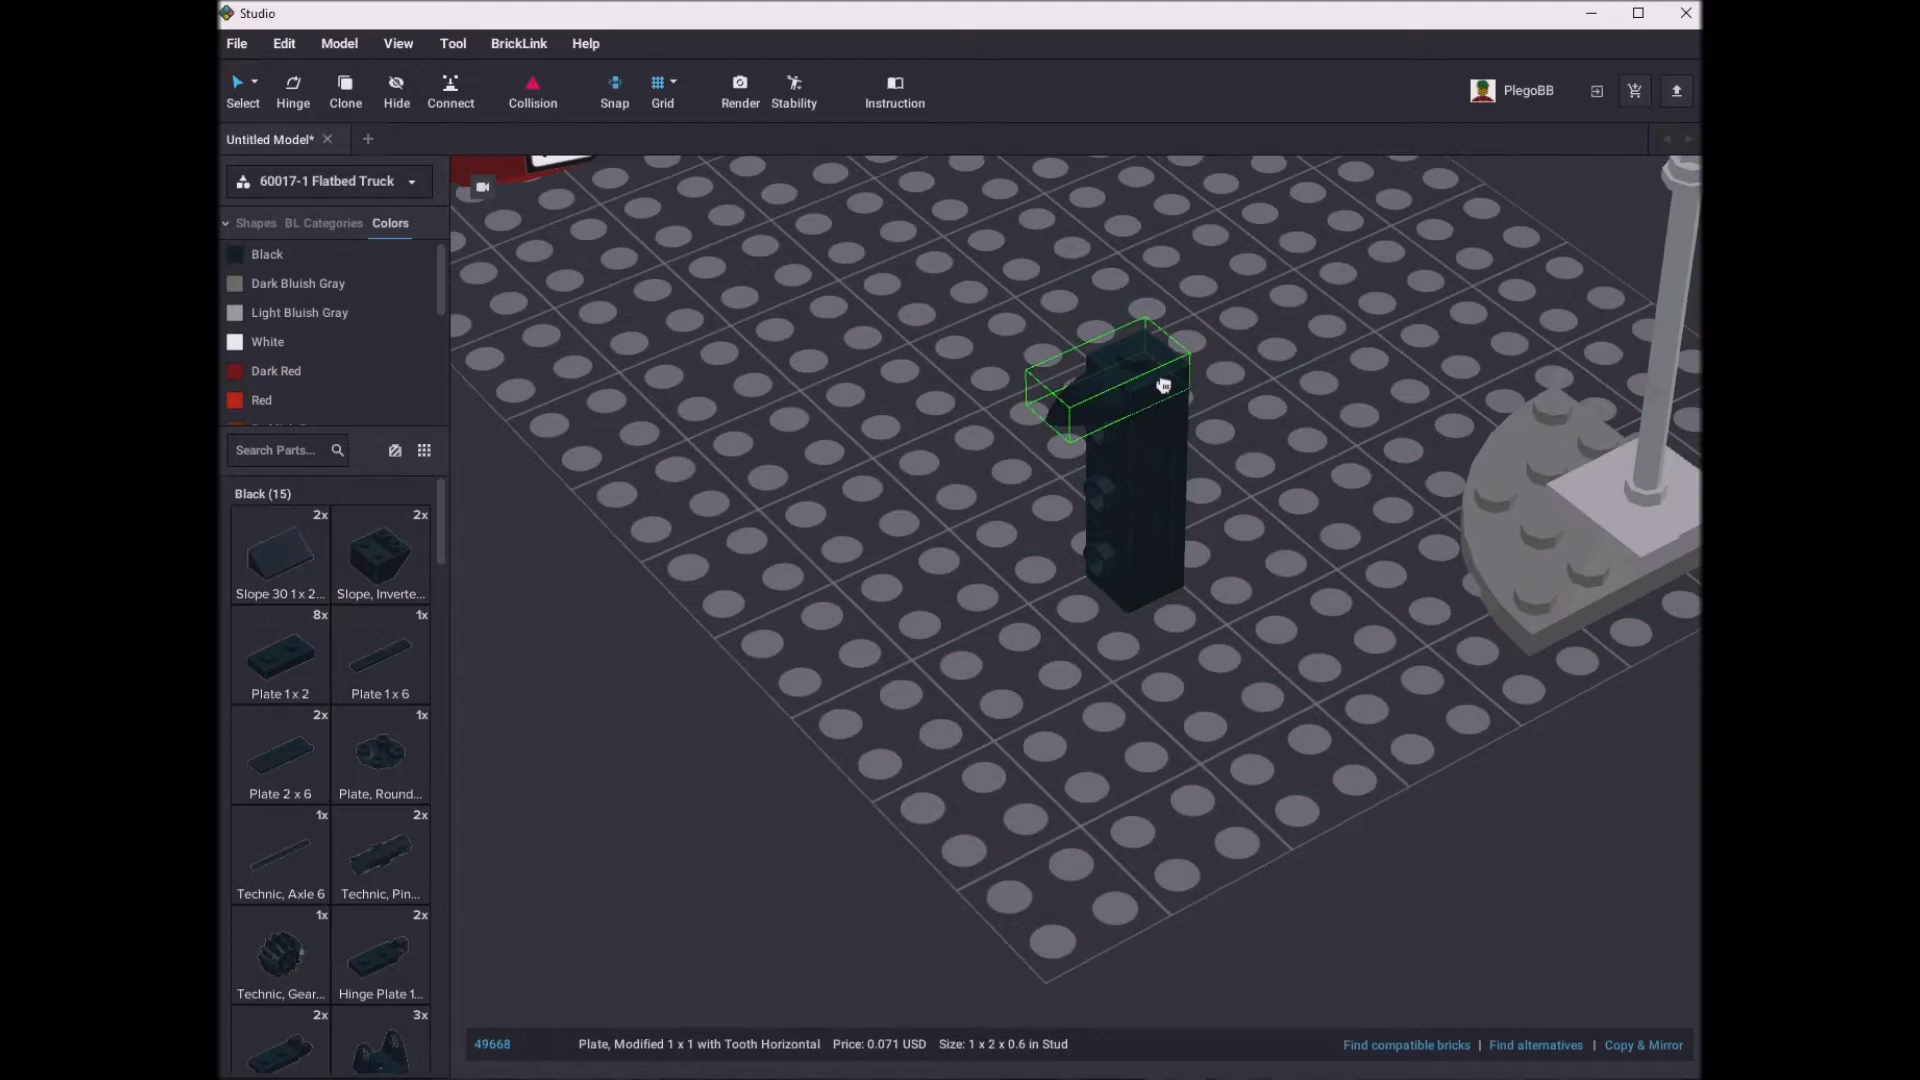 Studio
File Edit Model View Tool BrickLink Help
Select Hinge Clone Hide Connect Collision Snap Grid Render Stability Instruction PlegoBB
Untitled Model*
60017-1 Flatbed Truck
Shapes BL Categories Colors
Black
Dark Bluish Gray
Light Bluish Gray
White
Dark Red
Red
Search Parts...
Black (15)
2x 2x
Slope 30 1 x 2... Slope, Inverte...
8x 1x
Plate 1 x 2 Plate 1 x 6
2x 1x
Plate 2 x 6 Plate, Round...
1x 2x
Technic, Axle 6 Technic, Pin...
1x 2x
Technic, Gear... Hinge Plate 1...
2x 3x
49668 Plate, Modified 1 x 1 with Tooth Horizontal Price: 0.071 USD Size: 1 x 2 x 0.6 in Stud Find compatible bricks | Find alternatives | Copy & Mirror